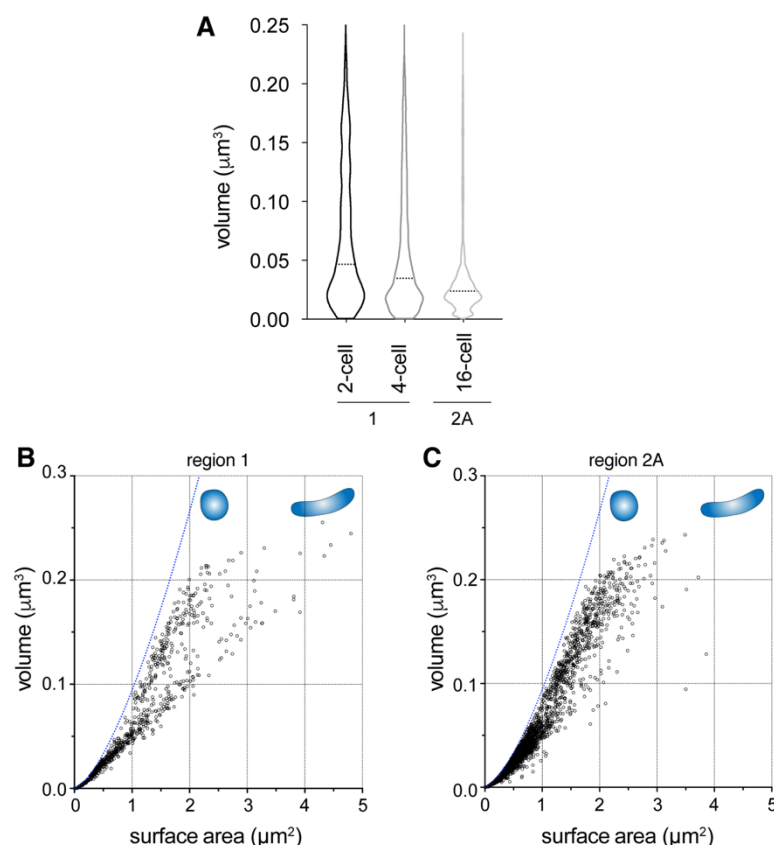 A
0.25
0.20
0.15
0.10
0.05
0.00
volume (μm³)
2-cell
4-cell
16-cell
1
2A
B
region 1
0.3
0.2
0.1
0.0
volume (μm³)
0 1 2 3 4 5
surface area (μm²)
C
region 2A
0.3
0.2
0.1
0.0
volume (μm³)
0 1 2 3 4 5
surface area (μm²)